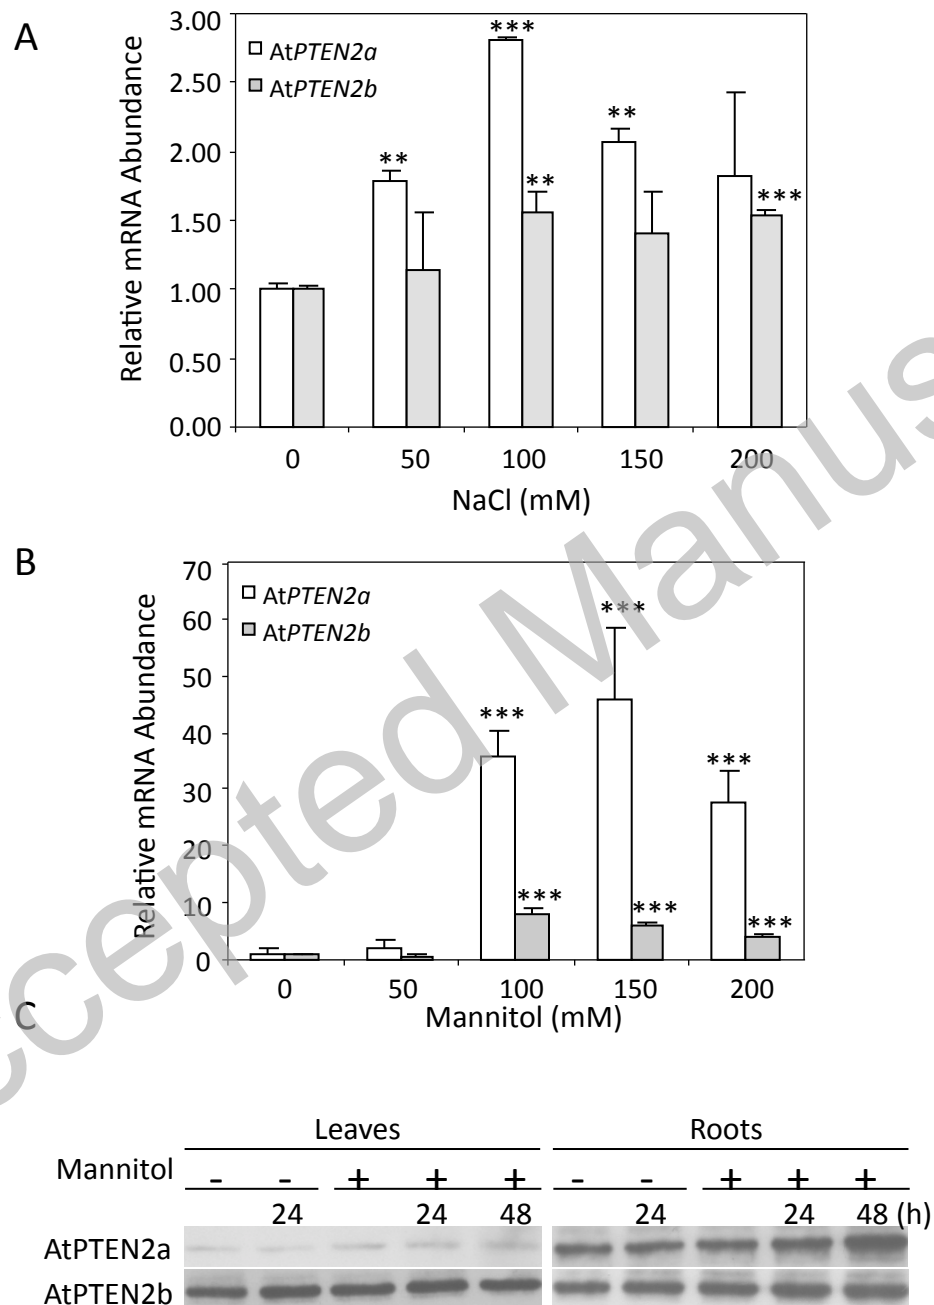 A
Relative mRNA Abundance
3.00
2.50
2.00
1.50
1.00
0.50
0.00
AtPTEN2a
AtPTEN2b
**
***
**
**
***
0 50 100 150 200
NaCl (mM)
B
Relative mRNA Abundance
70
60
50
40
30
20
10
0
AtPTEN2a
AtPTEN2b
***
***
***
***
***
***
0 50 100 150 200
Mannitol (mM)
C
Leaves Roots
Mannitol - - + + + - - + + +
24 24 48 24 24 48 (h)
AtPTEN2a
AtPTEN2b
ccepted Manus